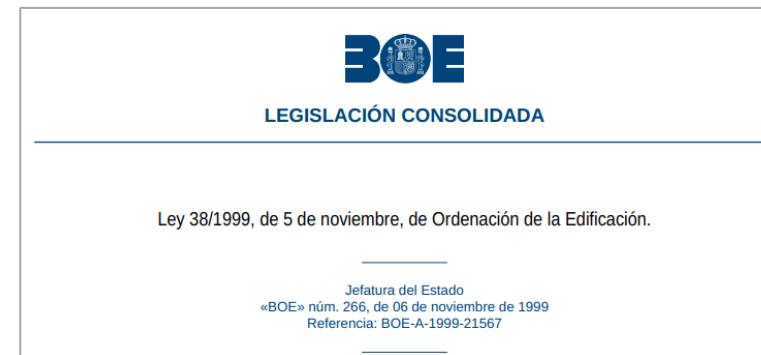 BOE
LEGISLACIÓN CONSOLIDADA
Ley 38/1999, de 5 de noviembre, de Ordenación de la Edificación.
Jefatura del Estado
«BOE» núm. 266, de 06 de noviembre de 1999
Referencia: BOE-A-1999-21567